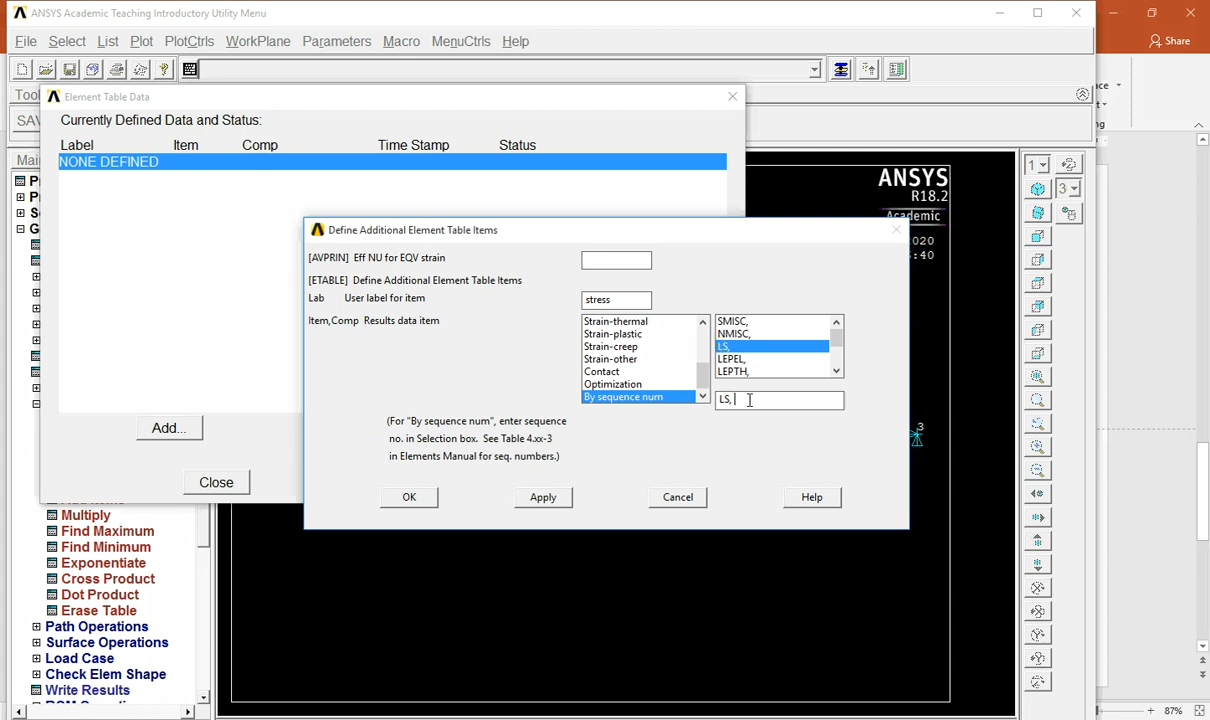 ANSYS Academic Teaching Introductory Utility Menu
Share
File Select List Plot PlotCtrls WorkPlane Parameters Macro MenuCtrls Help
Element Table Data
Currently Defined Data and Status:
Label Item Comp Time Stamp Status
NONE DEFINED
Define Additional Element Table Items
[AVPRIN] Eff NU for EQV strain
[ETABLE] Define Additional Element Table Items
Lab User label for item stress
Item,Comp Results data item
Strain-thermal
Strain-plastic
Strain-creep
Strain-other
Contact
Optimization
By sequence num
SMISC,
NMISC,
LS,
LEPEL,
LEPTH,
LS,
(For "By sequence num", enter sequence
no. in Selection box. See Table 4.xx-3
in Elements Manual for seq. numbers.)
OK Apply Cancel Help
Add...
Close
ANSYS
R18.2
Academic
020
:40
3
1
3
Multiply
Find Maximum
Find Minimum
Exponentiate
Cross Product
Dot Product
Erase Table
Path Operations
Surface Operations
Load Case
Check Elem Shape
Write Results
87%